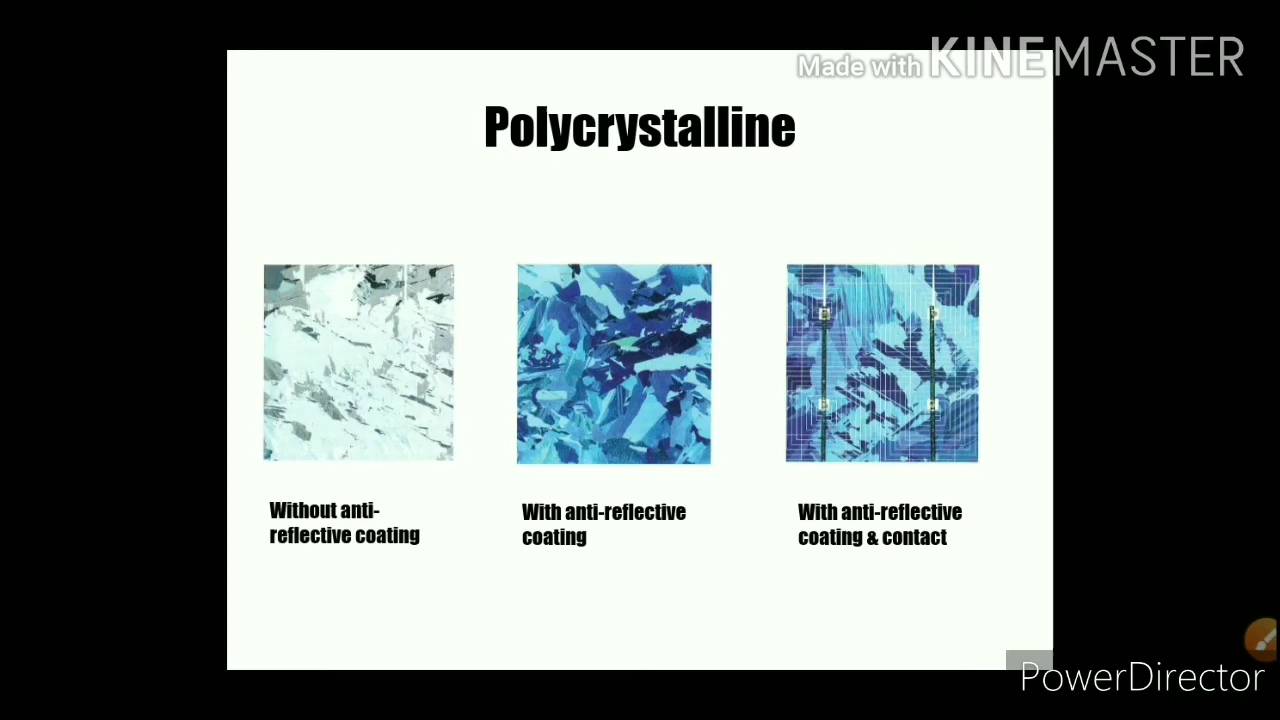 Made with KINEMASTER
Polycrystalline
Without anti-
reflective coating
With anti-reflective
coating
With anti-reflective
coating & contact
PowerDirector